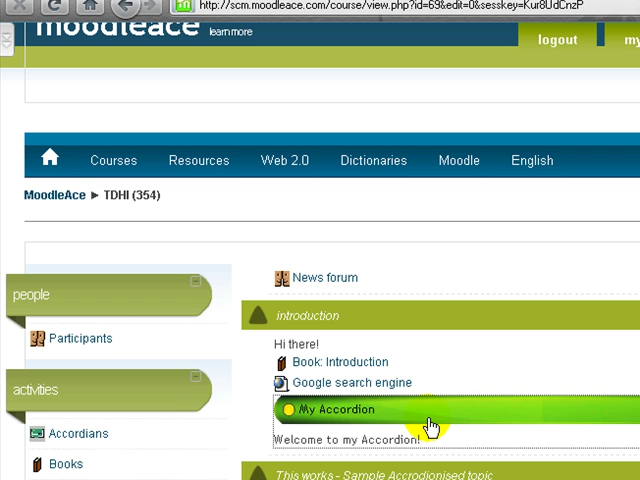 http://scm.moodleace.com/course/view.php?id=69&edit=0&sesskey=Kur8UdCnzP
moodleace learn more
logout
my
Courses Resources Web 2.0 Dictionaries Moodle English
MoodleAce ► TDHI (354)
News forum
people
introduction
Participants
Hi there!
Book: Introduction
Google search engine
activities
My Accordion
Accordians
Welcome to my Accordion!
Books
This works - Sample Accrodionised topic